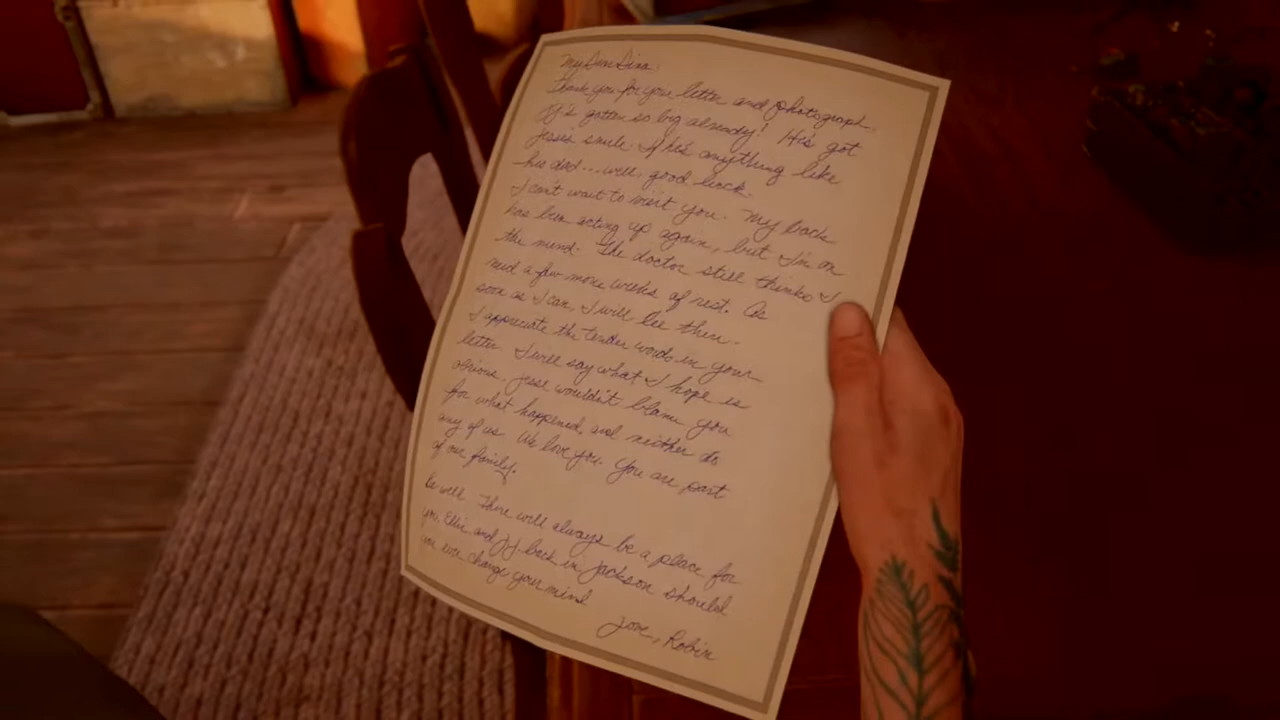 My Dear Dina,
Thank you for your letter and photograph.
JJ's gotten so big already! He's got
Jesse's smile. If he's anything like
his dad... well, good luck.
I can't wait to visit you. My back
has been acting up again, but I'm on
the mend. The doctor still thinks I
need a few more weeks of rest. As
soon as I can, I will be there.
I appreciate the tender words in your
letter. I will say what I hope is
obvious. Jesse wouldn't blame you
for what happened, and neither do
any of us. We love you. You are part
of our family.
Be well. There will always be a place for
you, Ellie, and JJ back in Jackson should
you ever change your mind.
Love, Robin